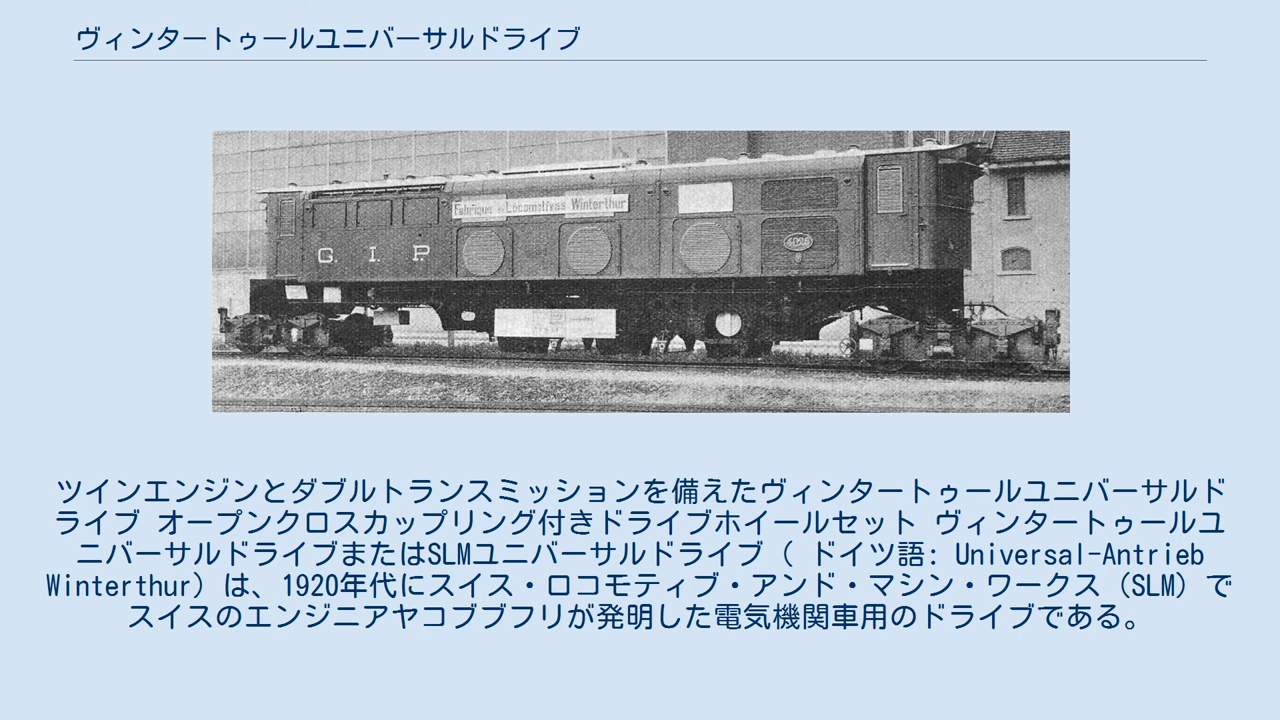 ヴィンタートゥールユニバーサルドライブ
Fabrique de Locomotives Winterthur
G. I. P.
4025
ツインエンジンとダブルトランスミッションを備えたヴィンタートゥールユニバーサルド
ライブ オープンクロスカップリング付きドライブホイールセット ヴィンタートゥールユ
ニバーサルドライブまたはSLMユニバーサルドライブ（ ドイツ語: Universal-Antrieb
Winterthur）は、1920年代にスイス・ロコモティブ・アンド・マシン・ワークス（SLM）で
スイスのエンジニアヤコブブフリが発明した電気機関車用のドライブである。